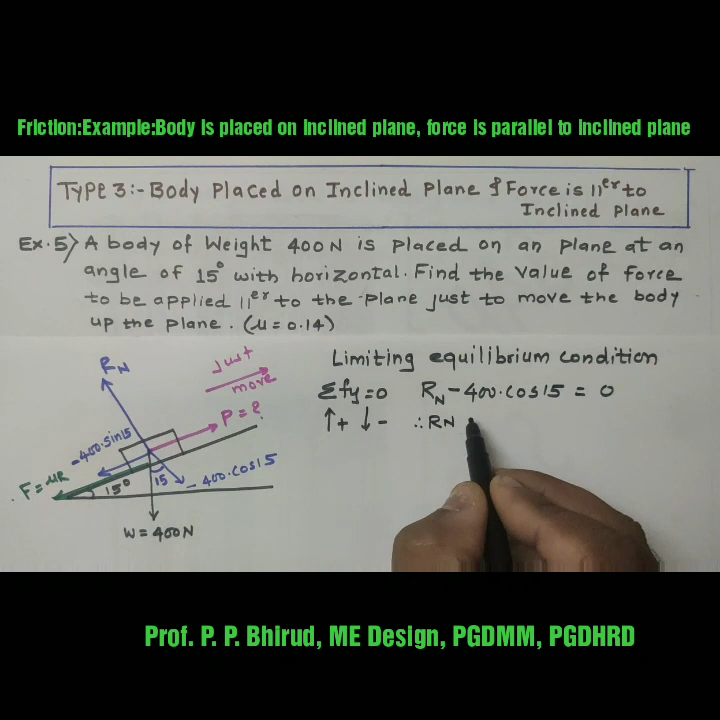 Friction:Example:Body is placed on inclined plane, force is parallel to inclined plane
TYPE 3:- Body Placed on Inclined Plane & Force is 11er to
Inclined Plane
Ex.5) A body of Weight 400N is placed on an plane at an
angle of 15° with horizontal. Find the value of force
to be applied 11er to the plane just to move the body
up the plane. (μ = 0.14)
Limiting equilibrium condition
Σfy=0 RN - 400.cos15 = 0
↑+ ↓- ∴RN
RN
just
move
P = ?
-400.sin15
F = μR
15°
15
- 400.cos15
W = 400N
Prof. P. P. Bhirud, ME Design, PGDMM, PGDHRD